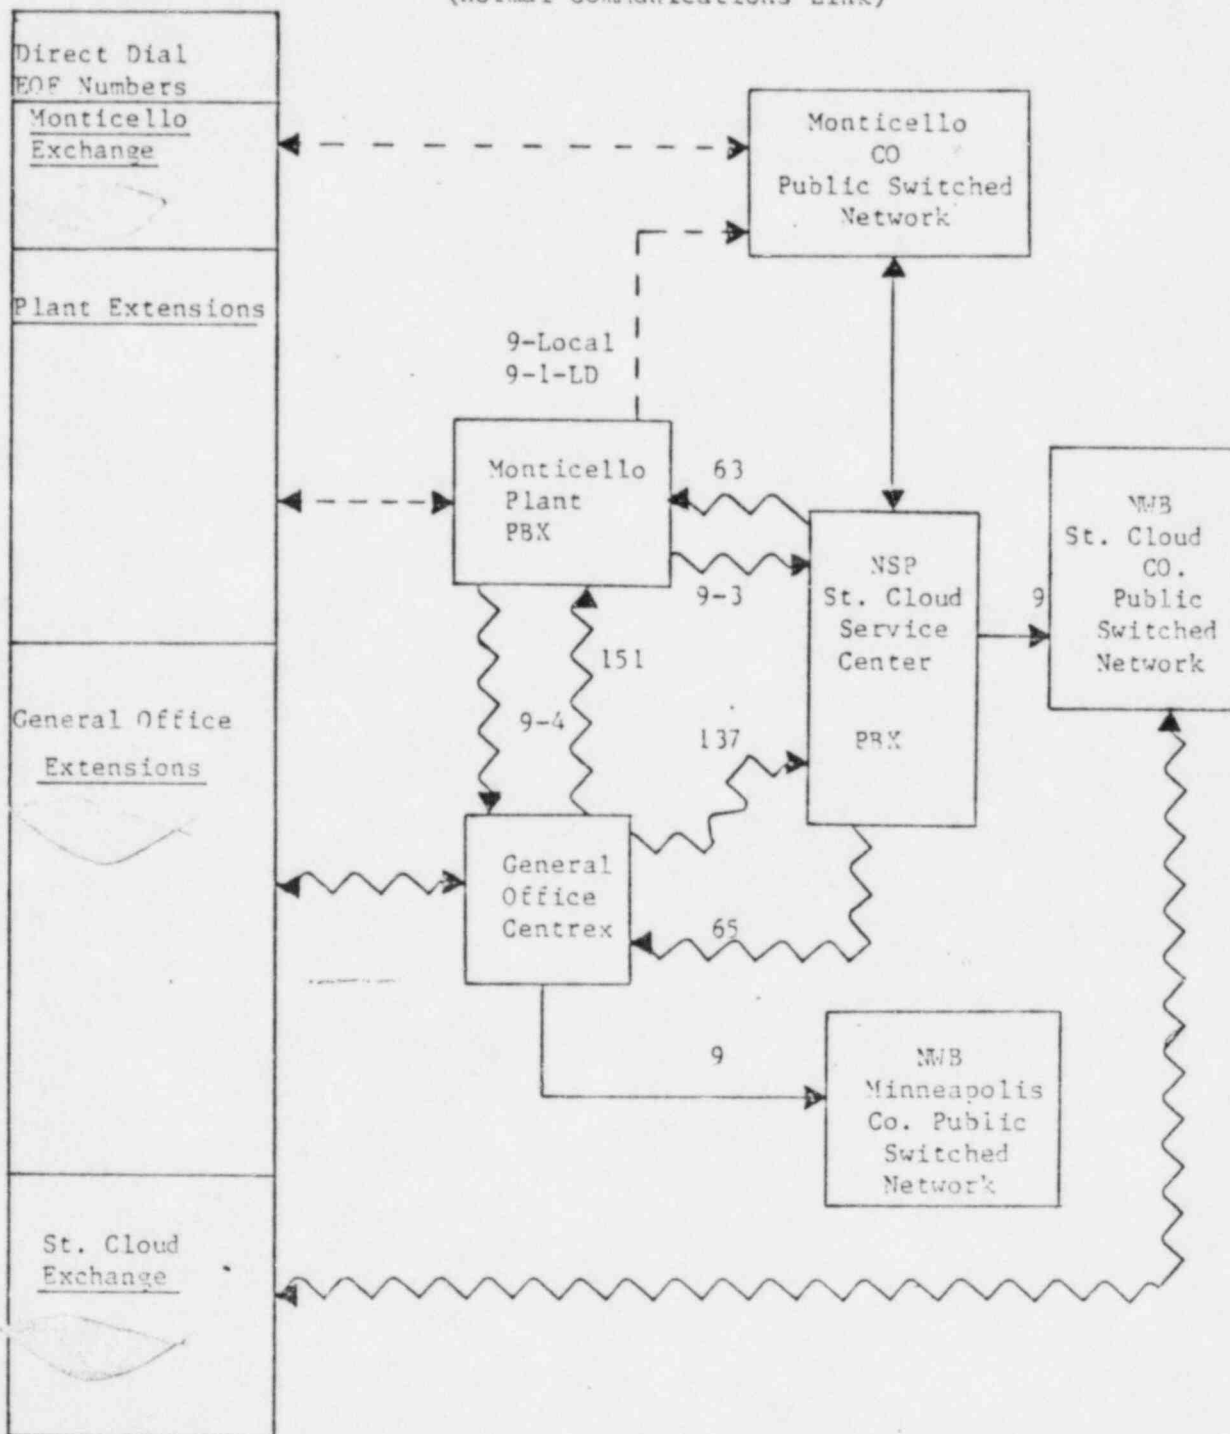 Communications Link)
Direct Dial
EOF Numbers
Monticello
Exchange
Monticello
CO
Public Switched
Network
Plant Extensions
9-Local
9-1-LD
Monticello
Plant
PBX
63
9-3
NSP
St. Cloud
Service
Center
PBX
9
NWB
St. Cloud
CO.
Public
Switched
Network
151
9-4
137
General Office
Extensions
General
Office
Centrex
65
9
NWB
Minneapolis
Co. Public
Switched
Network
St. Cloud
Exchange